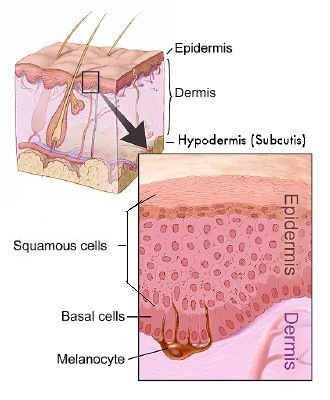 Epidermis
Dermis
Hypodermis (Subcutis)
Squamous cells
Epidermis
Basal cells
Dermis
Melanocyte